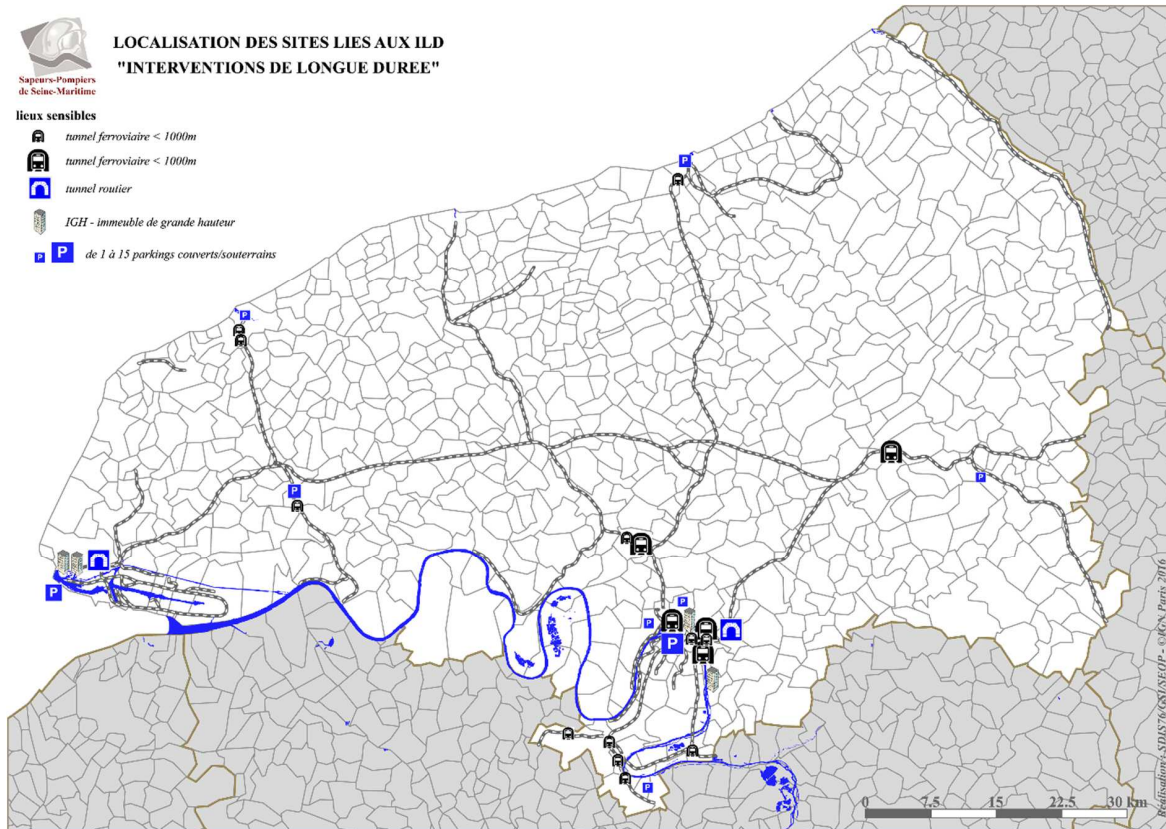 LOCALISATION DES SITES LIES AUX ILD
"INTERVENTIONS DE LONGUE DUREE"
Sapeurs-Pompiers
de Seine-Maritime
lieux sensibles
tunnel ferroviaire < 1000m
tunnel ferroviaire < 1000m
tunnel routier
IGH - immeuble de grande hauteur
P P de 1 à 15 parkings couverts/souterrains
P
P
P
P
P
P
P
P
P
0 7.5 15 22.5 30 km
Réalisation : SDIS76/CSI/NEOP - ©IGN Paris 2016